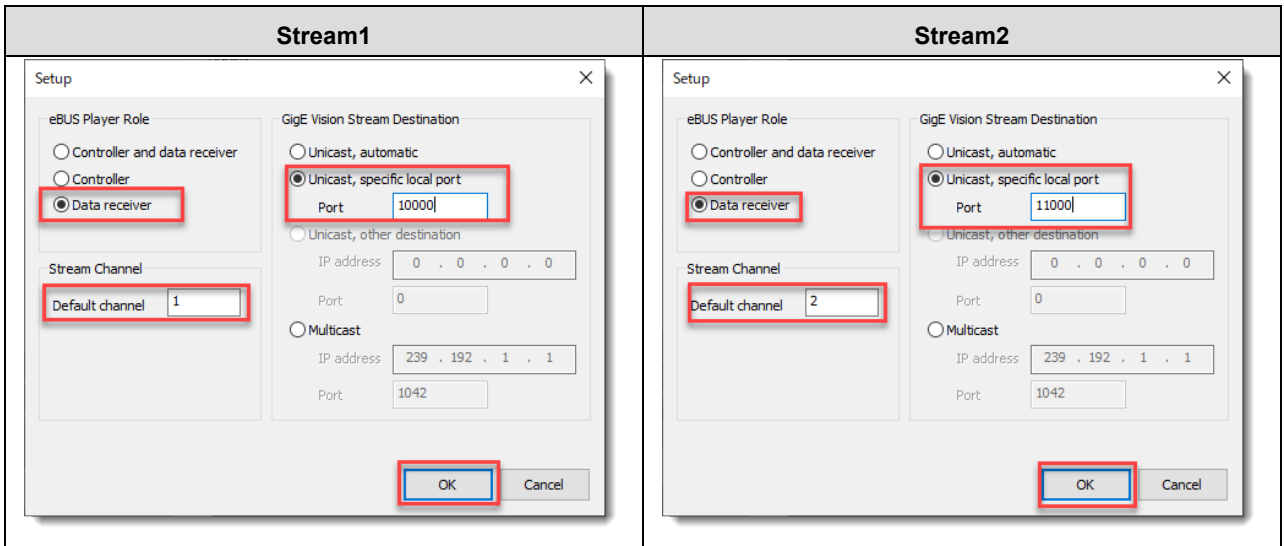 Stream1
Setup
eBUS Player Role
Controller and data receiver
Controller
Data receiver
Stream Channel
Default channel 1
GigE Vision Stream Destination
Unicast, automatic
Unicast, specific local port
Port 10000
Unicast, other destination
IP address 0 . 0 . 0 . 0
Port 0
Multicast
IP address 239 . 192 . 1 . 1
Port 1042
OK Cancel
Stream2
Setup
eBUS Player Role
Controller and data receiver
Controller
Data receiver
Stream Channel
Default channel 2
GigE Vision Stream Destination
Unicast, automatic
Unicast, specific local port
Port 11000
Unicast, other destination
IP address 0 . 0 . 0 . 0
Port 0
Multicast
IP address 239 . 192 . 1 . 1
Port 1042
OK Cancel